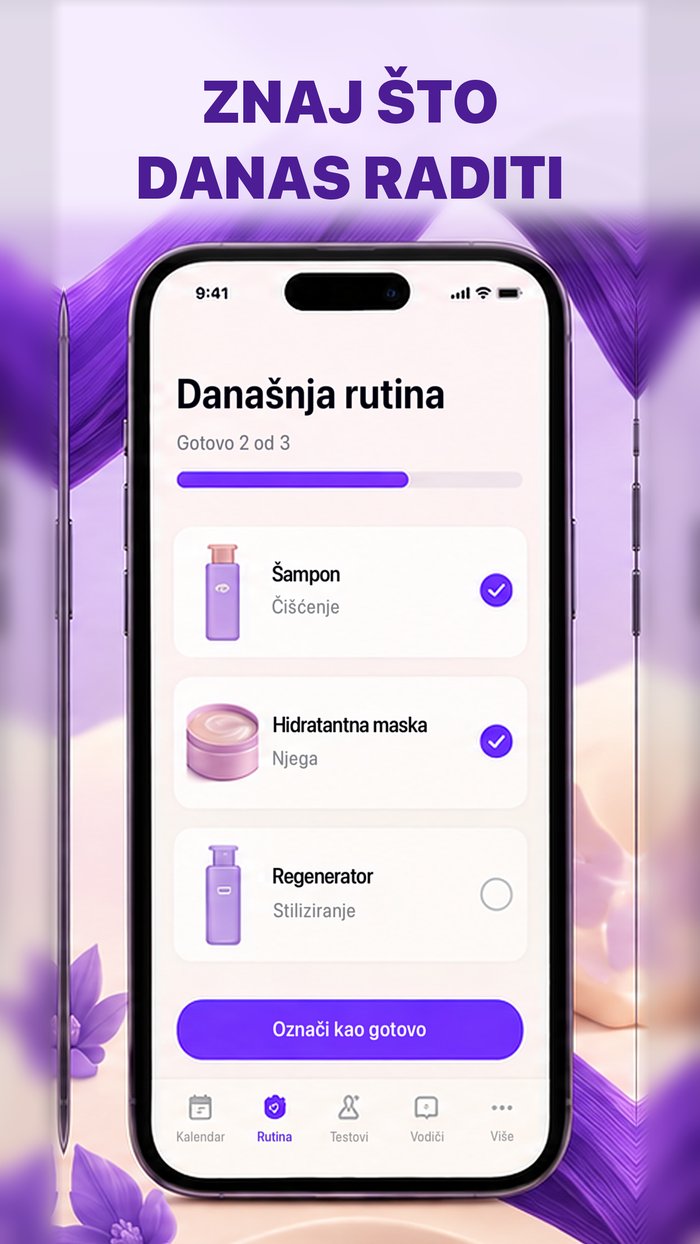 ZNAJ ŠTO
DANAS RADITI
9:41
Današnja rutina
Gotovo 2 od 3
Šampon
Čišćenje
Hidratantna maska
Njega
Regenerator
Stiliziranje
Označi kao gotovo
Kalendar
Rutina
Testovi
Vodiči
Više